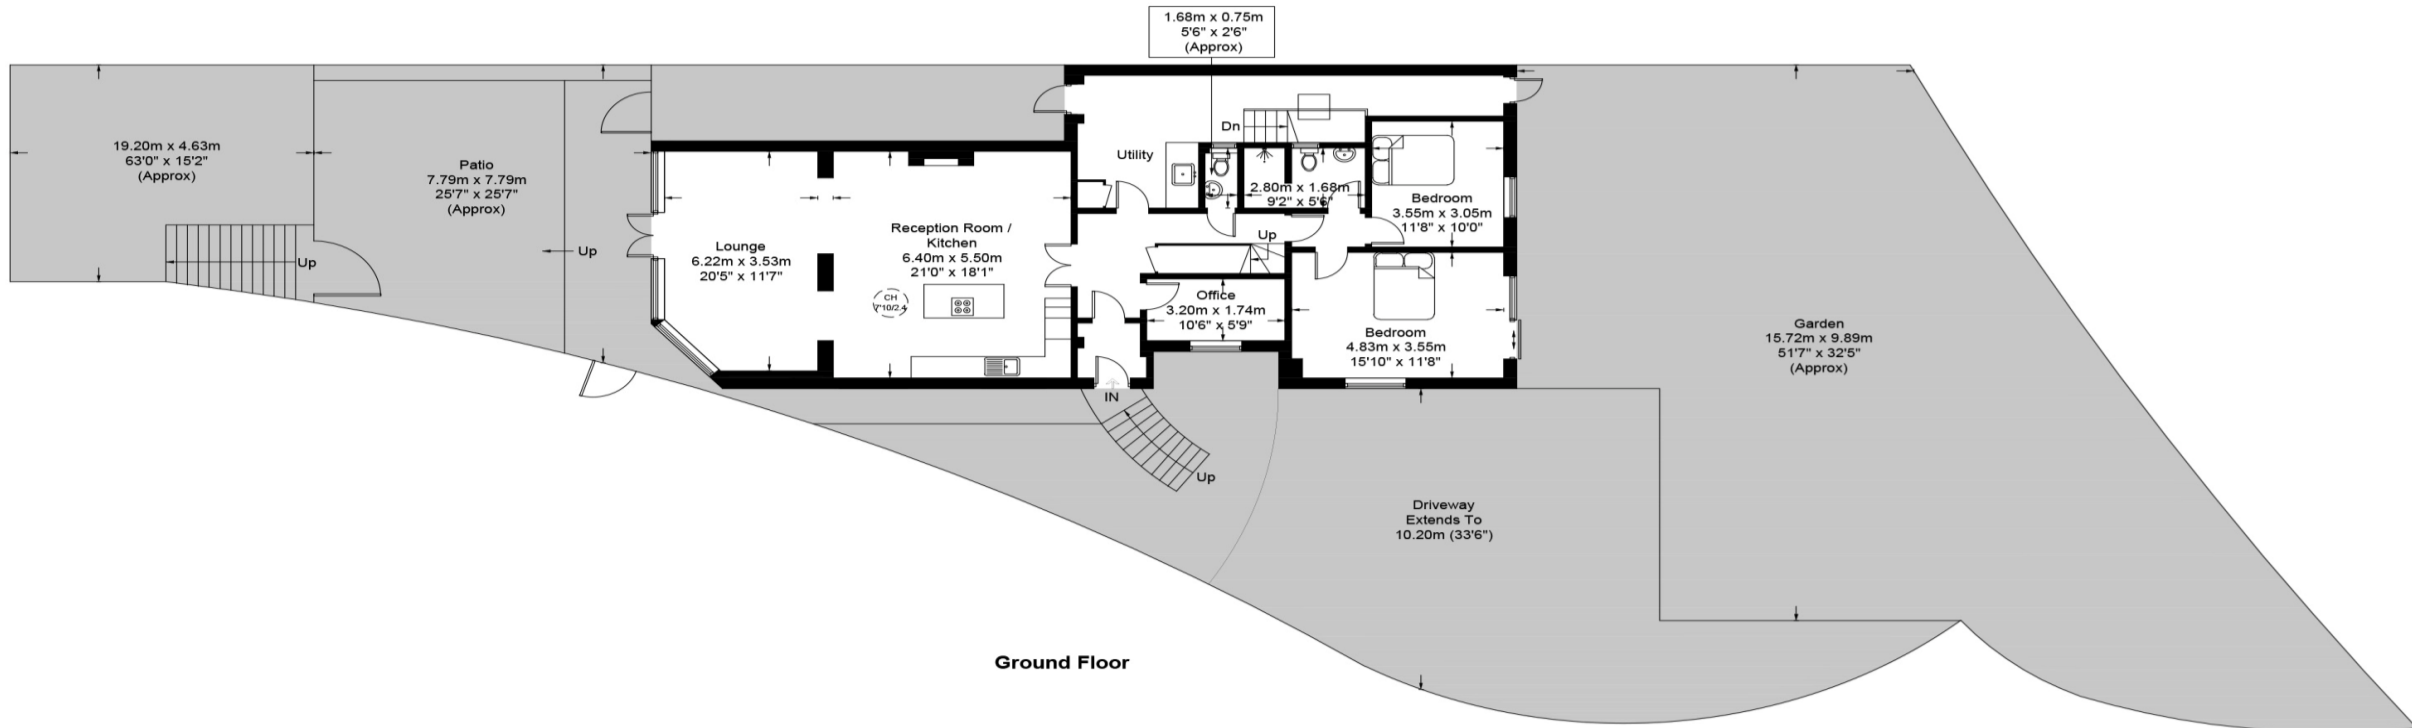 1.68m x 0.75m
5'6" x 2'6"
(Approx)
19.20m x 4.63m
63'0" x 15'2"
(Approx)
Patio
7.79m x 7.79m
25'7" x 25'7"
(Approx)
Up
Up
Lounge
6.22m x 3.53m
20'5" x 11'7"
Reception Room /
Kitchen
6.40m x 5.50m
21'0" x 18'1"
CH
7'10/2.4
Utility
Dn
2.80m x 1.68m
9'2" x 5'6"
Up
Bedroom
3.55m x 3.05m
11'8" x 10'0"
Office
3.20m x 1.74m
10'6" x 5'9"
Bedroom
4.83m x 3.55m
15'10" x 11'8"
IN
Up
Garden
15.72m x 9.89m
51'7" x 32'5"
(Approx)
Driveway
Extends To
10.20m (33'6")
Ground Floor